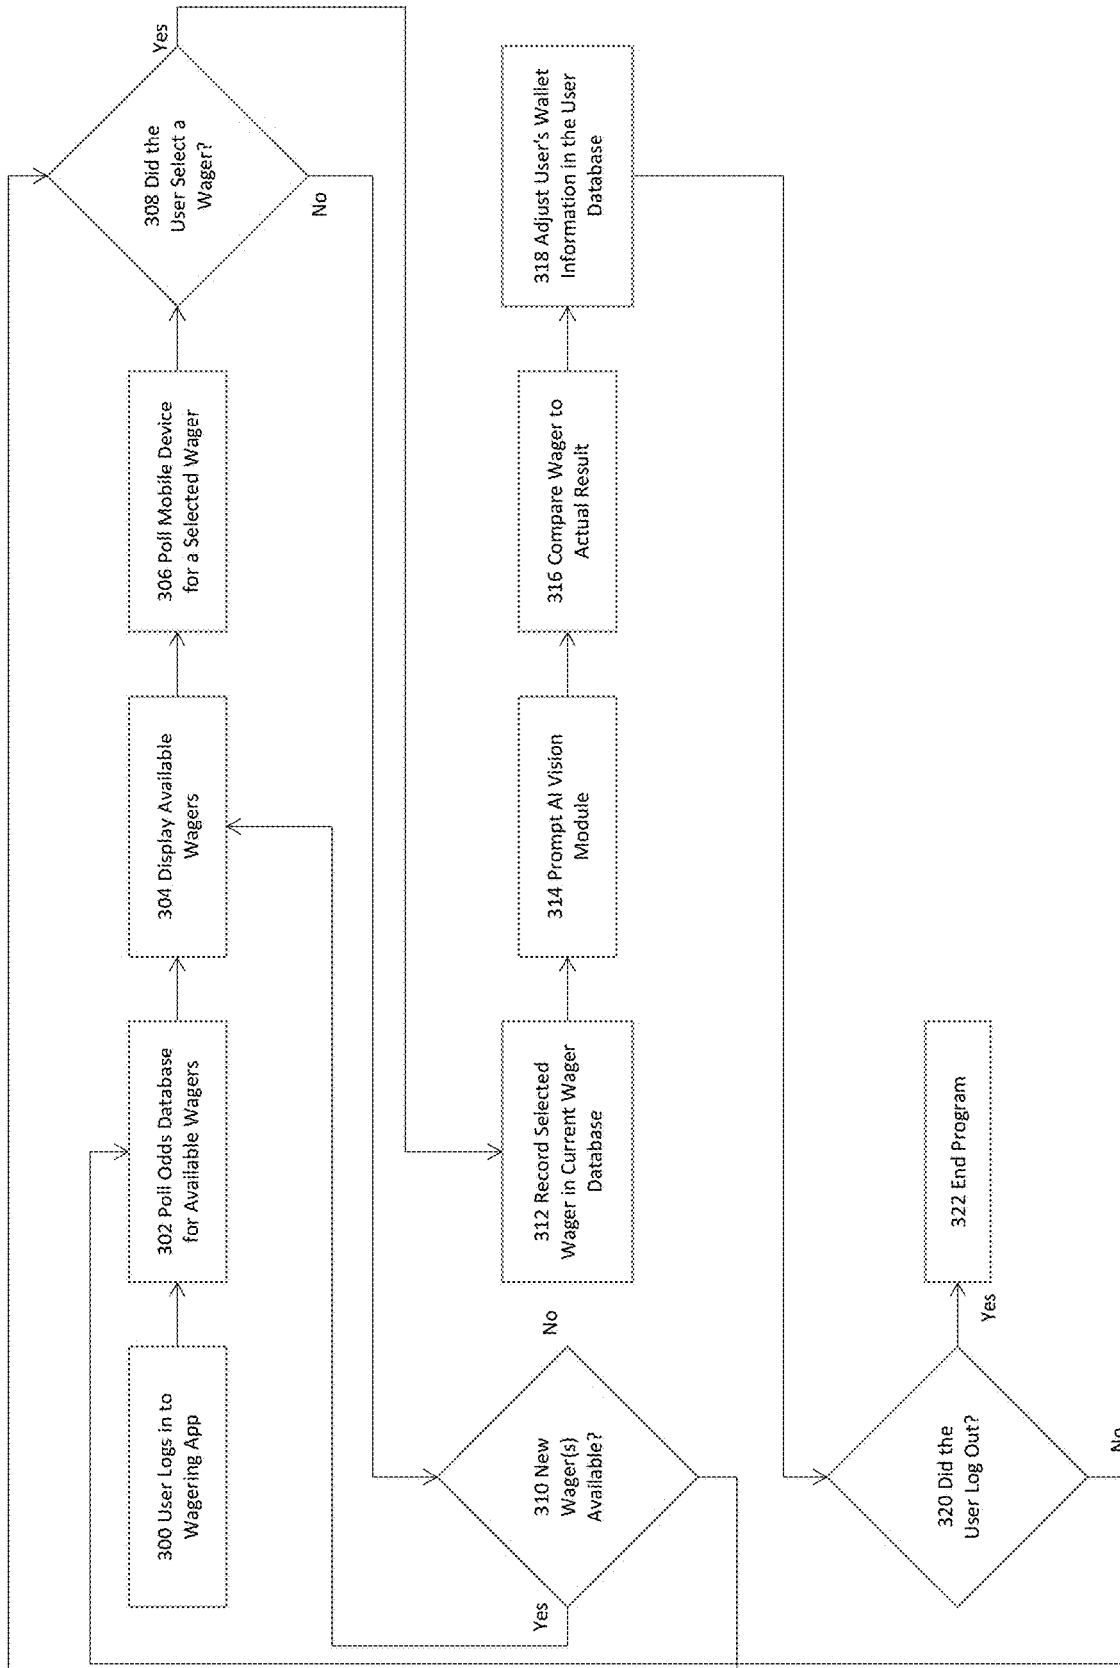 300 User Logs in to
Wagering App
302 Poll Odds Database
for Available Wagers
304 Display Available
Wagers
306 Poll Mobile Device
for a Selected Wager
308 Did the
User Select a
Wager?
Yes
No
310 New
Wager(s)
Available?
Yes
No
312 Record Selected
Wager in Current Wager
Database
314 Prompt AI Vision
Module
316 Compare Wager to
Actual Result
318 Adjust User's Wallet
Information in the User
Database
320 Did the
User Log Out?
Yes
No
322 End Program